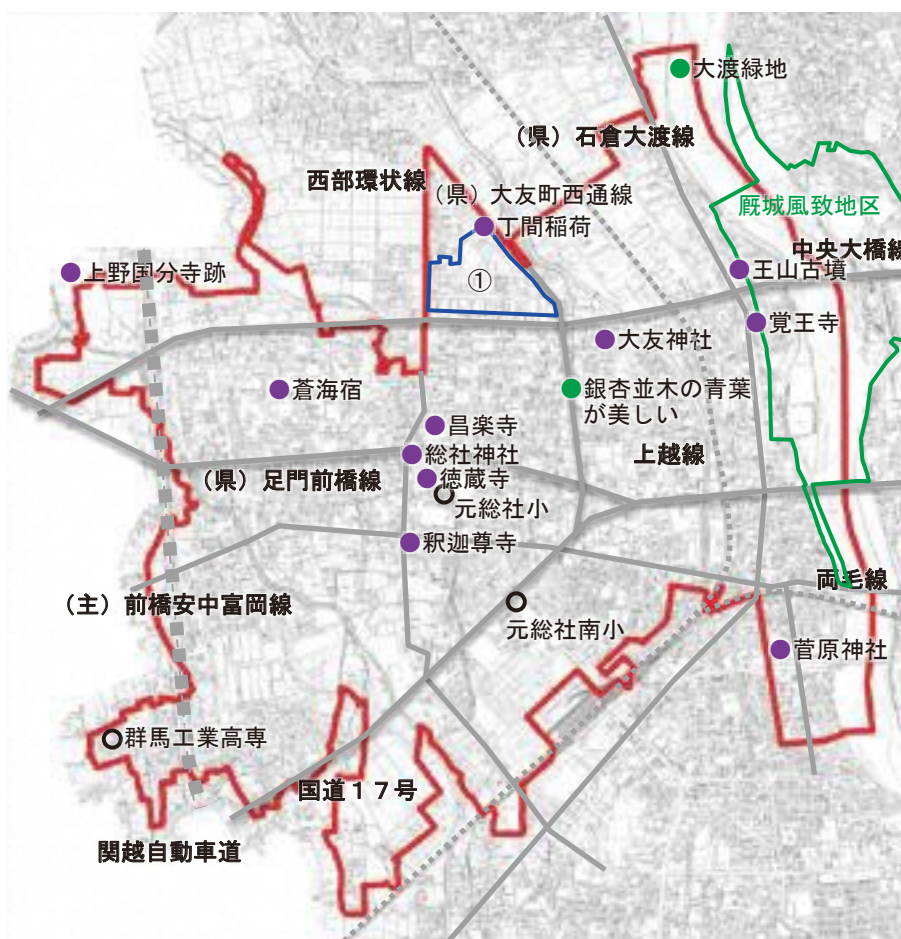 大渡緑地
（県）石倉大渡線
西部環状線
（県）大友町西通線
厩城風致地区
丁間稲荷
中央大橋線
上野国分寺跡
王山古墳
①
覚王寺
大友神社
蒼海宿
銀杏並木の青葉
が美しい
昌楽寺
総社神社
上越線
（県）足門前橋線
徳蔵寺
元総社小
釈迦尊寺
両毛線
（主）前橋安中富岡線
元総社南小
菅原神社
群馬工業高専
国道１７号
関越自動車道